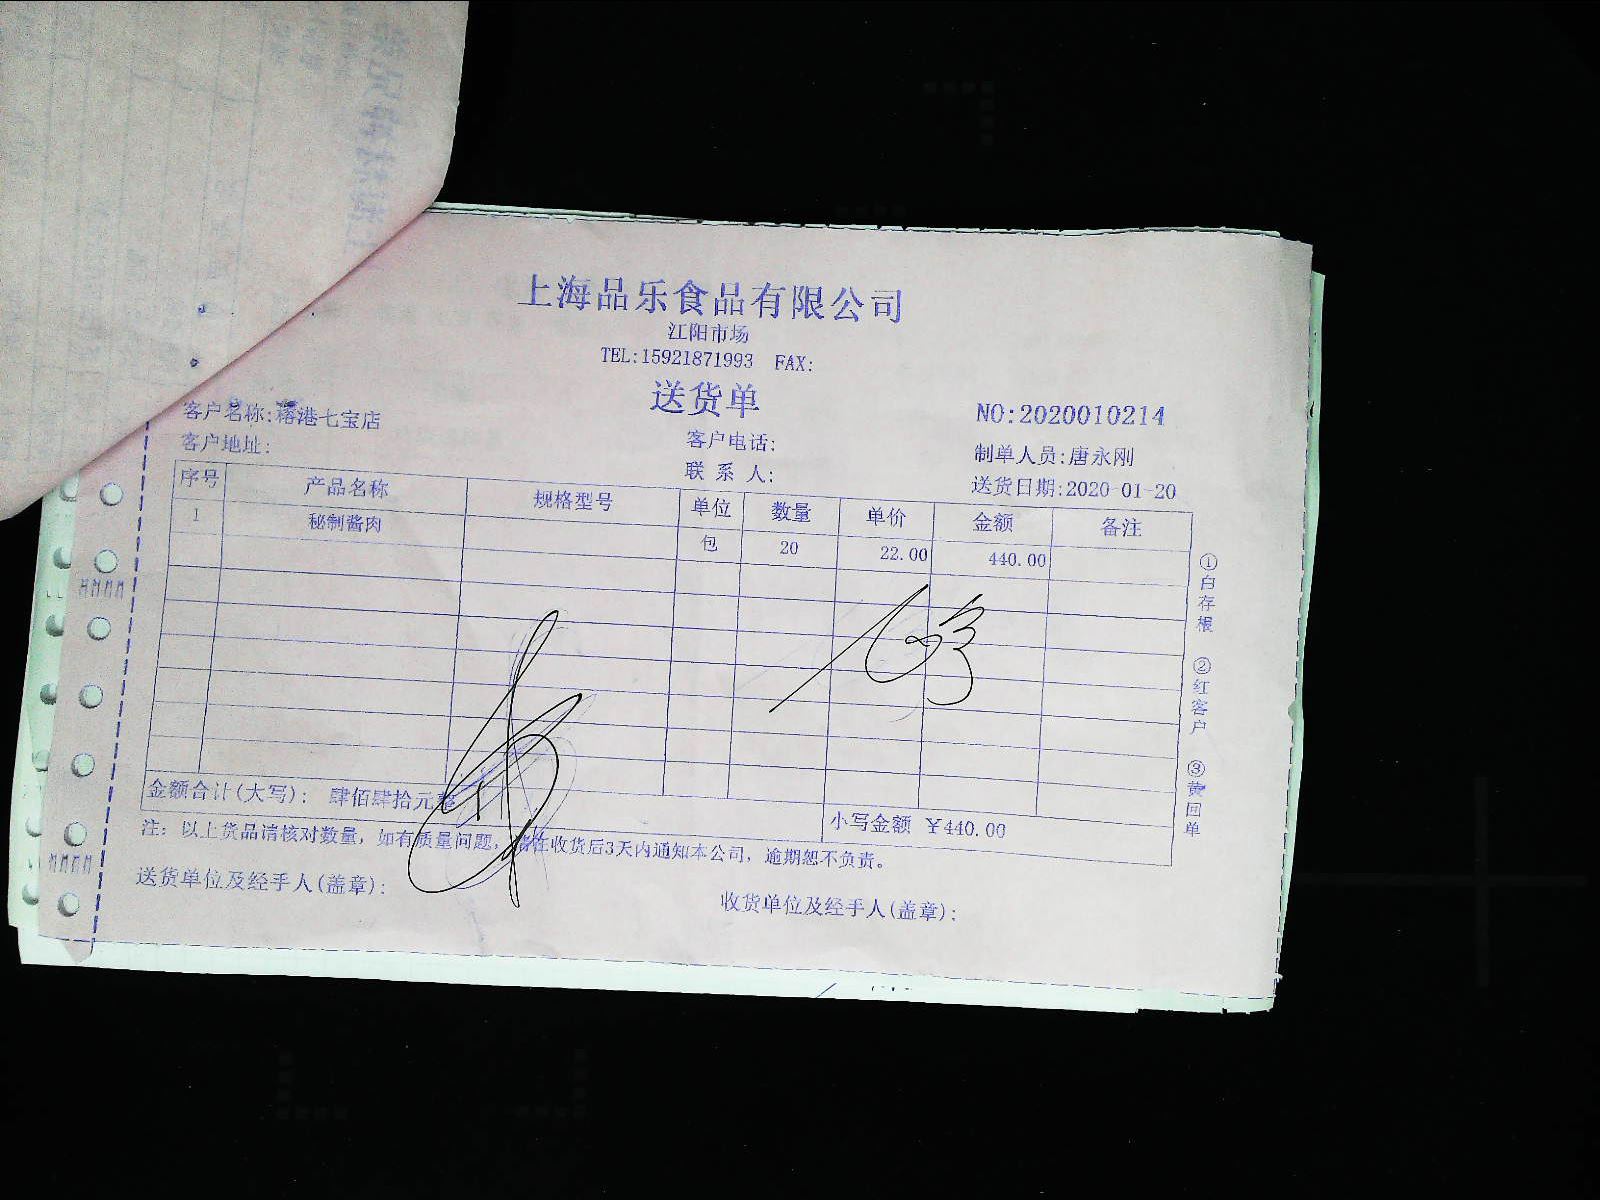 上海品乐食品有限公司
江阳市场
TEL:15921871993 FAX:
送货单
客户名称:榕港七宝店
NO:2020010214
客户地址:
客户电话:
制单人员:唐永刚
联 系 人:
送货日期:2020-01-20
序号 产品名称 规格型号 单位 数量 单价 金额 备注
1 秘制酱肉 包 20 22.00 440.00
金额合计(大写): 肆佰肆拾元整
小写金额 ￥440.00
注: 以上货品请核对数量, 如有质量问题, 请在收货后3天内通知本公司, 逾期恕不负责。
送货单位及经手人(盖章):
收货单位及经手人(盖章):
①白存根 ②红客户 ③黄回单